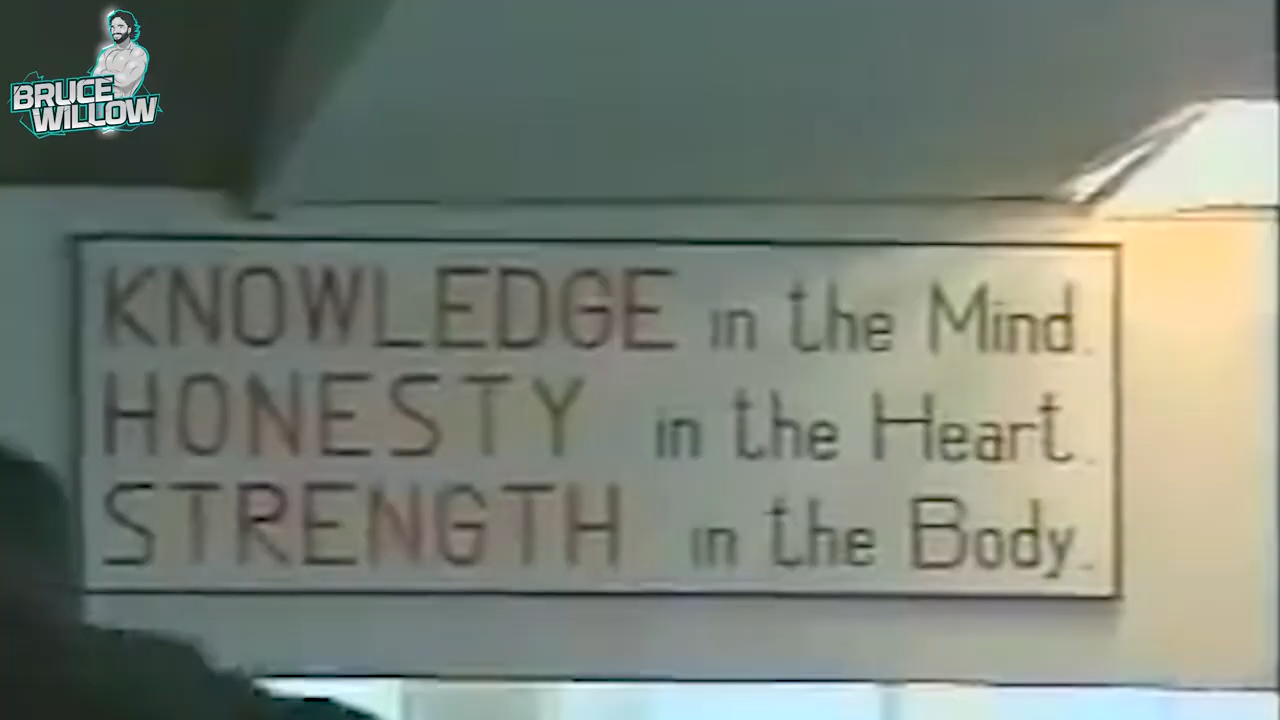 BRUCE
WILLOW
KNOWLEDGE in the Mind.
HONESTY in the Heart.
STRENGTH in the Body.